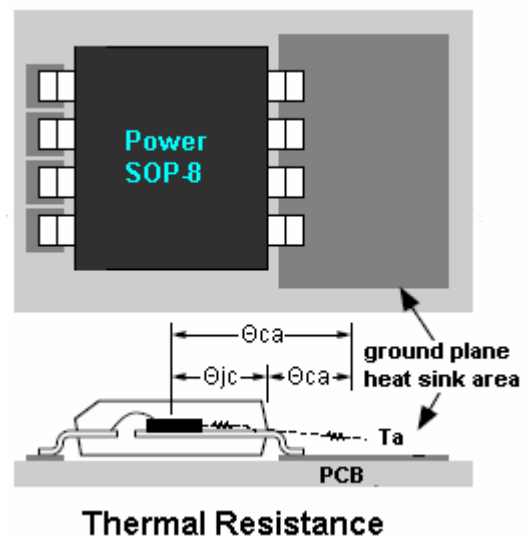 Power
SOP-8
Θca
Θjc
Θca
ground plane
heat sink area
Ta
PCB
Thermal Resistance